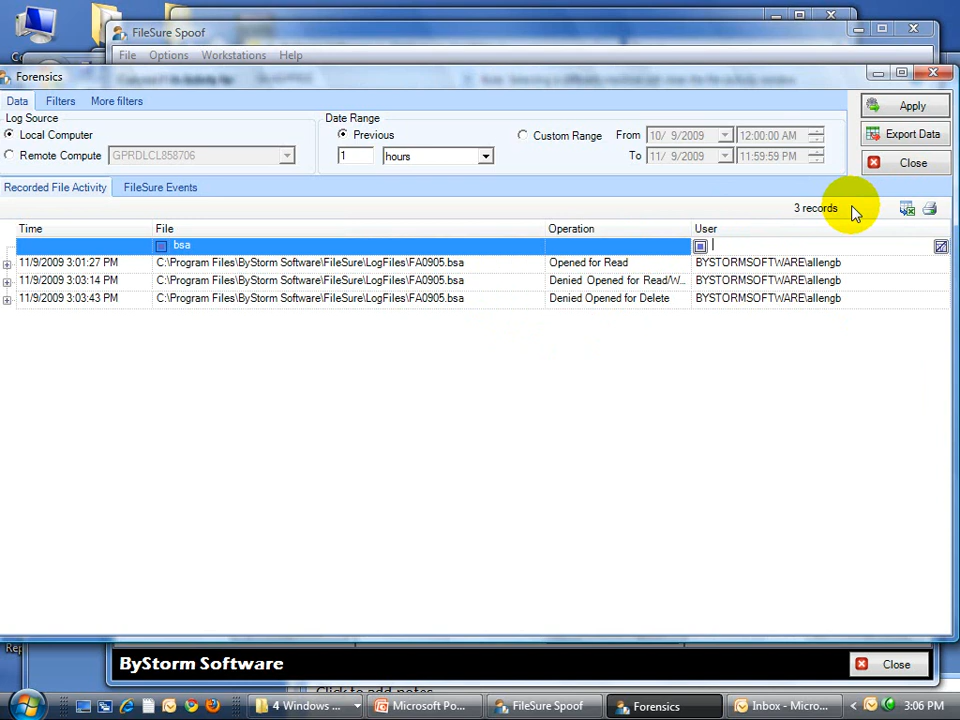 FileSure Spoof
File Options Workstations Help
Forensics
Data Filters More filters
Log Source
Local Computer
Remote Compute GPRDLCL858706
Date Range
Previous
1 hours
Custom Range From 10/ 9/2009 12:00:00 AM
To 11/ 9/2009 11:59:59 PM
Apply
Export Data
Close
Recorded File Activity FileSure Events
3 records
Time File Operation User
bsa
11/9/2009 3:01:27 PM C:\Program Files\ByStorm Software\FileSure\LogFiles\FA0905.bsa Opened for Read BYSTORMSOFTWARE\allengb
11/9/2009 3:03:14 PM C:\Program Files\ByStorm Software\FileSure\LogFiles\FA0905.bsa Denied Opened for Read/W... BYSTORMSOFTWARE\allengb
11/9/2009 3:03:43 PM C:\Program Files\ByStorm Software\FileSure\LogFiles\FA0905.bsa Denied Opened for Delete BYSTORMSOFTWARE\allengb
Rep
ByStorm Software Close
Click to add notes
4 Windows ... Microsoft Po... FileSure Spoof Forensics Inbox - Micro... 3:06 PM